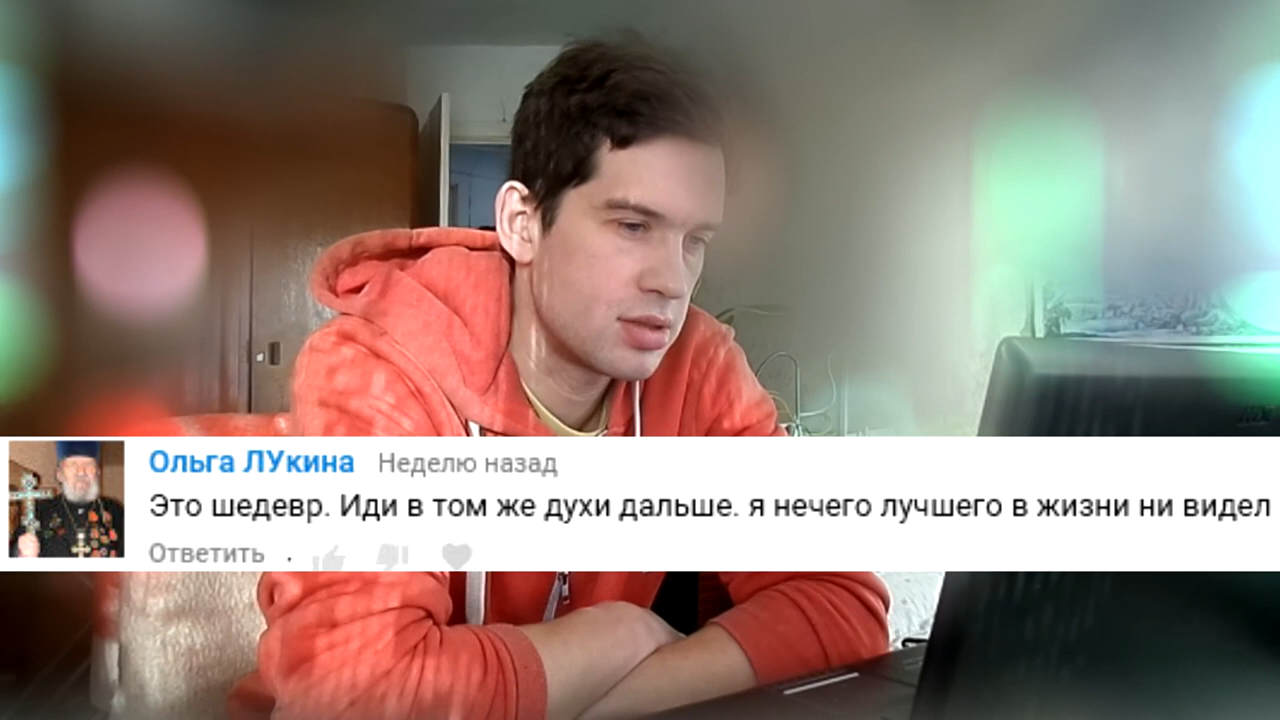 Ольга ЛУкина Неделю назад
Это шедевр. Иди в том же духи дальше. я нечего лучшего в жизни ни видел
Ответить